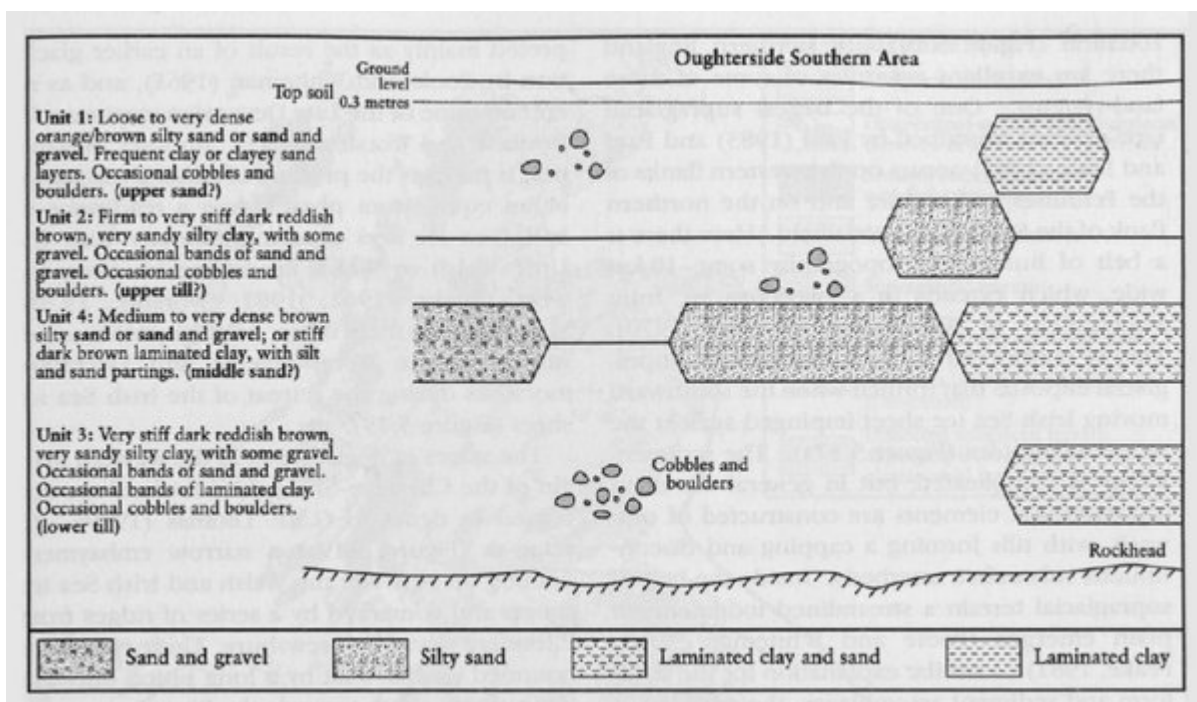 Oughterside Southern Area
Ground
level
Top soil
0.3 metres
Unit 1: Loose to very dense
orange/brown silty sand or sand and
gravel. Frequent clay or clayey sand
layers. Occasional cobbles and
boulders. (upper sand?)
Unit 2: Firm to very stiff dark reddish
brown, very sandy silty clay, with some
gravel. Occasional bands of sand and
gravel. Occasional cobbles and
boulders. (upper till?)
Unit 4: Medium to very dense brown
silty sand or sand and gravel; or stiff
dark brown laminated clay, with silt
and sand partings. (middle sand?)
Unit 3: Very stiff dark reddish brown,
very sandy silty clay, with some gravel.
Occasional bands of sand and gravel.
Occasional bands of laminated clay.
Occasional cobbles and boulders.
(lower till)
Cobbles and
boulders
Rockhead
Sand and gravel
Silty sand
Laminated clay and sand
Laminated clay